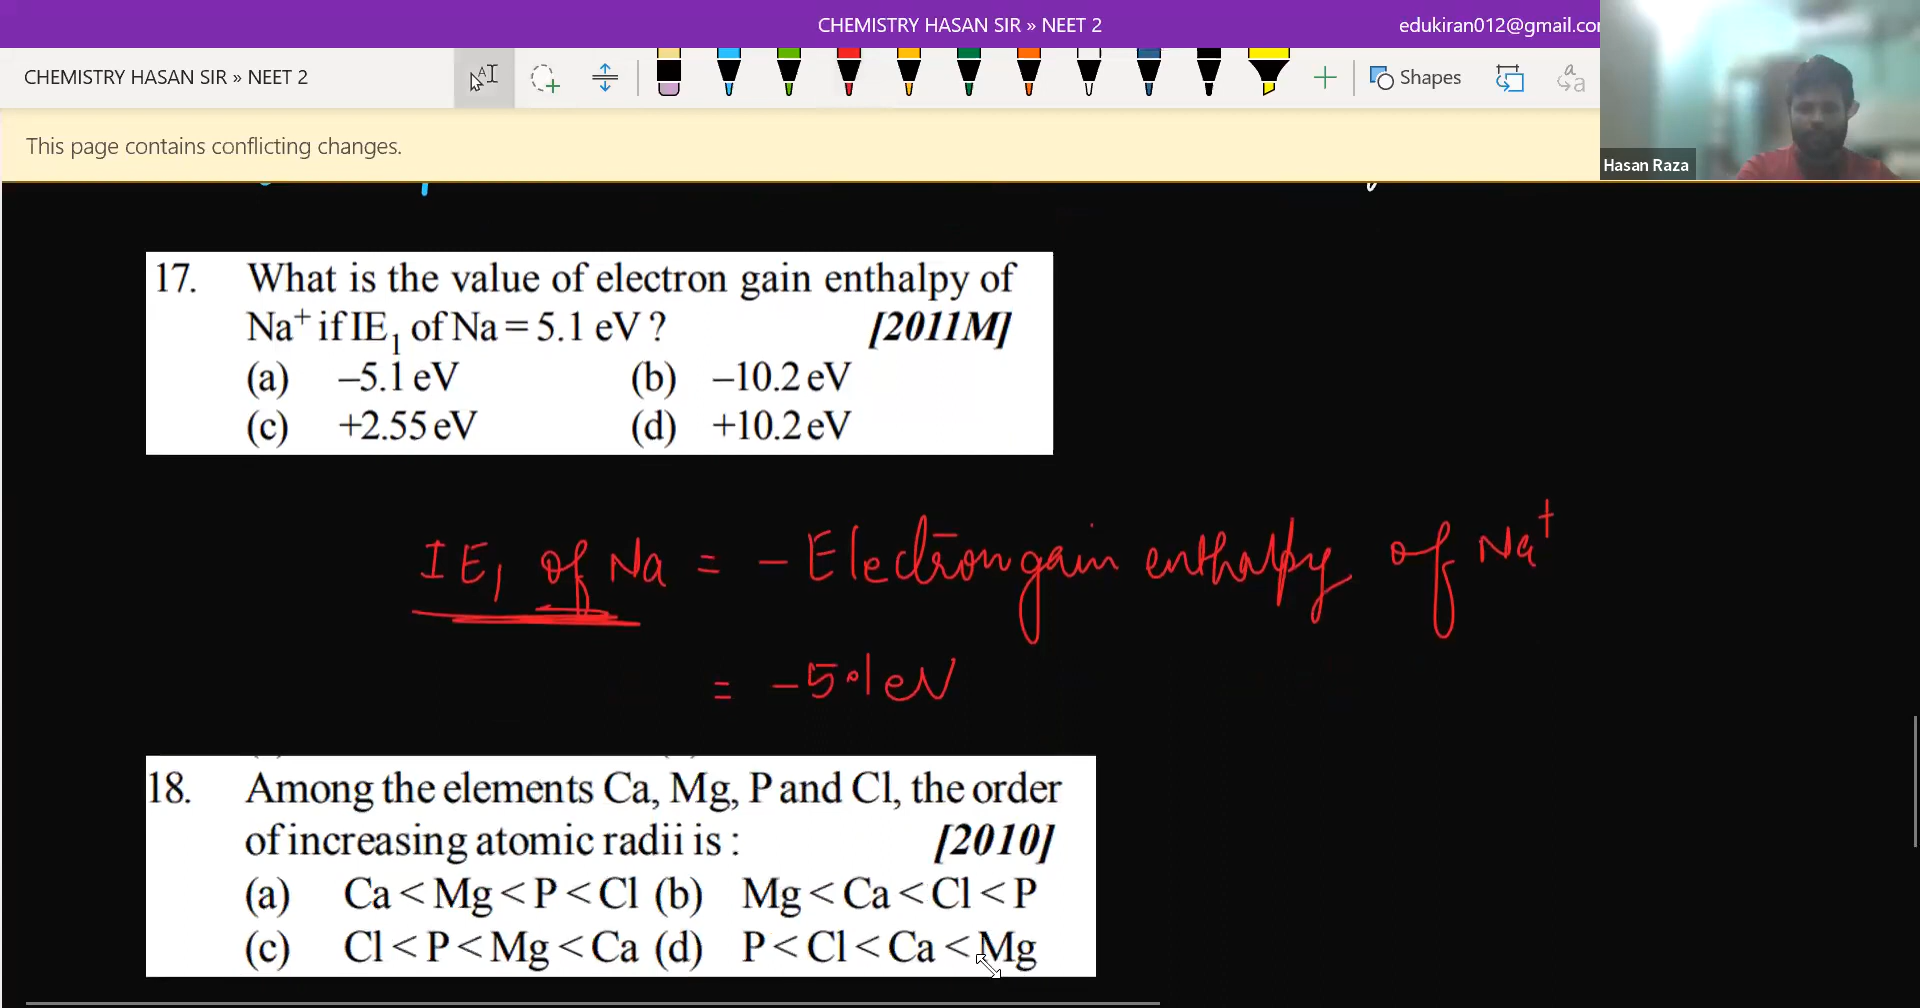 CHEMISTRY HASAN SIR » NEET 2
edukiran012@gmail.co
CHEMISTRY HASAN SIR » NEET 2
Shapes
This page contains conflicting changes.
Hasan Raza
17. What is the value of electron gain enthalpy of
Na⁺ if IE₁ of Na = 5.1 eV ? [2011M]
(a) –5.1 eV (b) –10.2 eV
(c) +2.55 eV (d) +10.2 eV
IE₁ of Na = - Electron gain enthalpy of Na⁺
= -5.1 eV
18. Among the elements Ca, Mg, P and Cl, the order
of increasing atomic radii is : [2010]
(a) Ca < Mg < P < Cl (b) Mg < Ca < Cl < P
(c) Cl < P < Mg < Ca (d) P < Cl < Ca < Mg